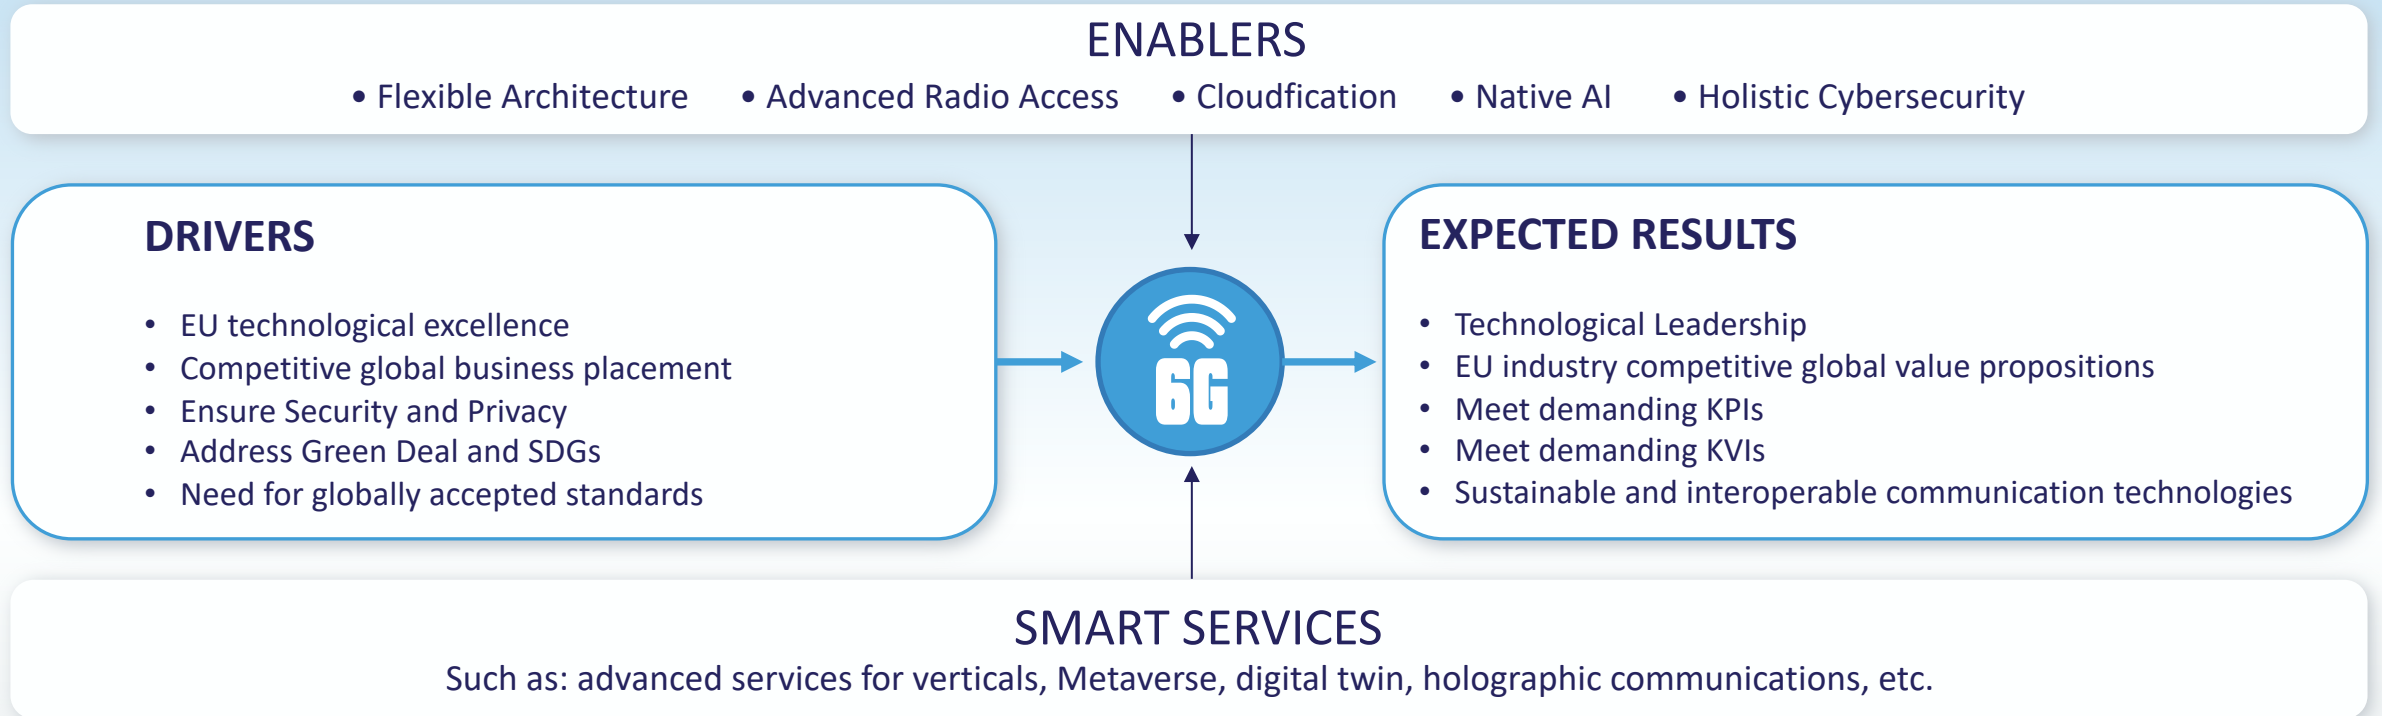 ENABLERS
• Flexible Architecture • Advanced Radio Access • Cloudfication • Native AI • Holistic Cybersecurity
DRIVERS
• EU technological excellence
• Competitive global business placement
• Ensure Security and Privacy
• Address Green Deal and SDGs
• Need for globally accepted standards
6G
EXPECTED RESULTS
• Technological Leadership
• EU industry competitive global value propositions
• Meet demanding KPIs
• Meet demanding KVIs
• Sustainable and interoperable communication technologies
SMART SERVICES
Such as: advanced services for verticals, Metaverse, digital twin, holographic communications, etc.